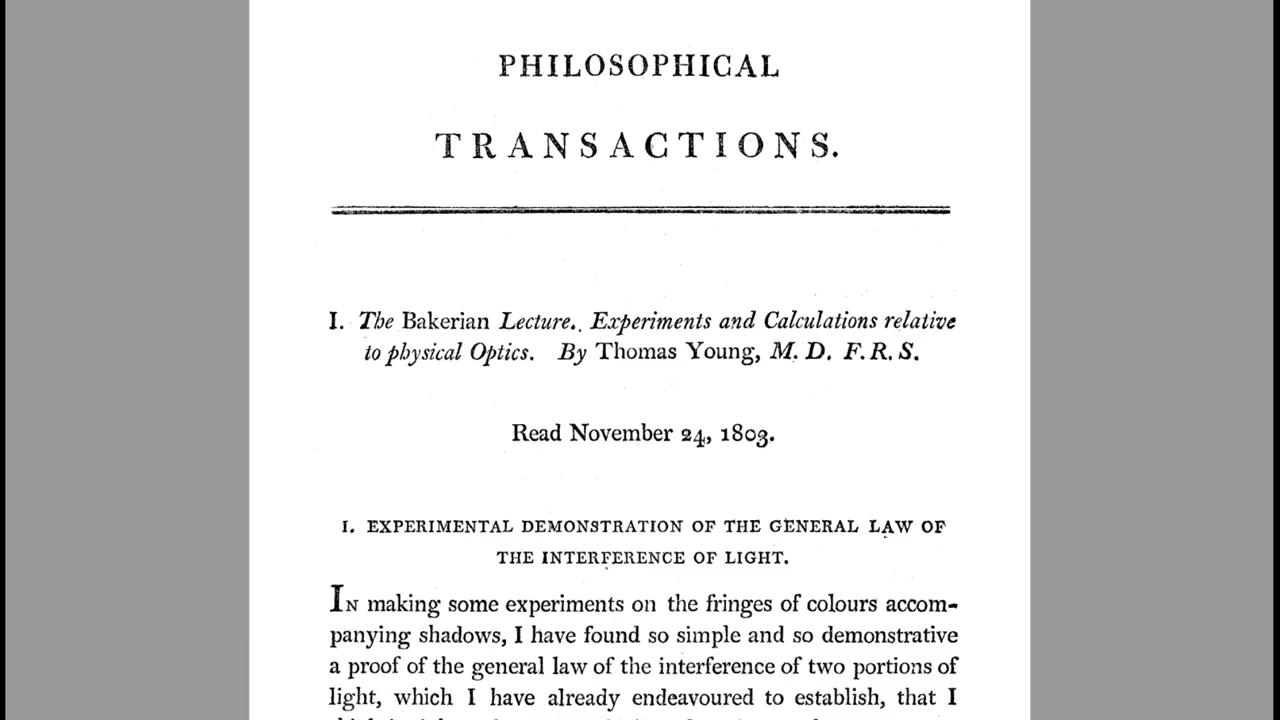 PHILOSOPHICAL
TRANSACTIONS.
I. The Bakerian Lecture. Experiments and Calculations relative
to physical Optics. By Thomas Young, M. D. F. R. S.
Read November 24, 1803.
I. EXPERIMENTAL DEMONSTRATION OF THE GENERAL LAW OF
THE INTERFERENCE OF LIGHT.
IN making some experiments on the fringes of colours accom-
panying shadows, I have found so simple and so demonstrative
a proof of the general law of the interference of two portions of
light, which I have already endeavoured to establish, that I